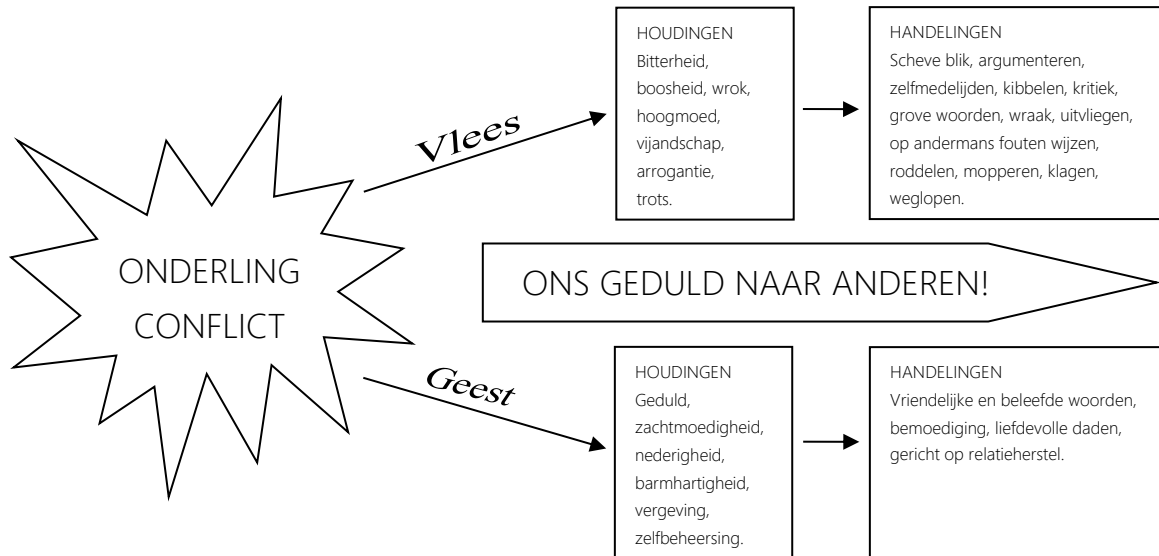 HOUDINGEN
Bitterheid,
boosheid, wrok,
hoogmoed,
vijandschap,
arrogantie,
trots.
HANDELINGEN
Scheve blik, argumenteren,
zelfmedelijden, kibbelen, kritiek,
grove woorden, wraak, uitvliegen,
op andermans fouten wijzen,
roddelen, mopperen, klagen,
weglopen.
Vlees
ONDERLING
CONFLICT
ONS GEDULD NAAR ANDEREN!
Geest
HOUDINGEN
Geduld,
zachtmoedigheid,
nederigheid,
barmhartigheid,
vergeving,
zelfbeheersing.
HANDELINGEN
Vriendelijke en beleefde woorden,
bemoediging, liefdevolle daden,
gericht op relatieherstel.